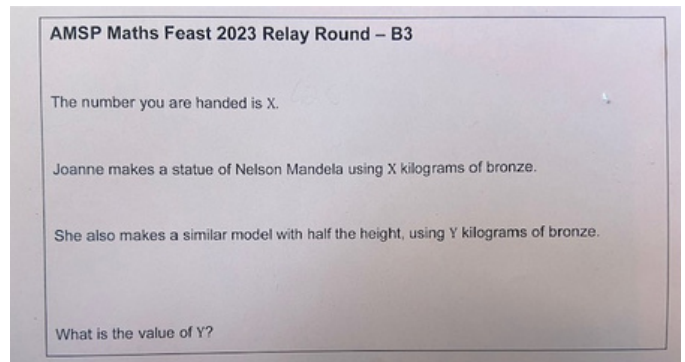 AMSP Maths Feast 2023 Relay Round – B3
The number you are handed is X.
Joanne makes a statue of Nelson Mandela using X kilograms of bronze.
She also makes a similar model with half the height, using Y kilograms of bronze.
What is the value of Y?